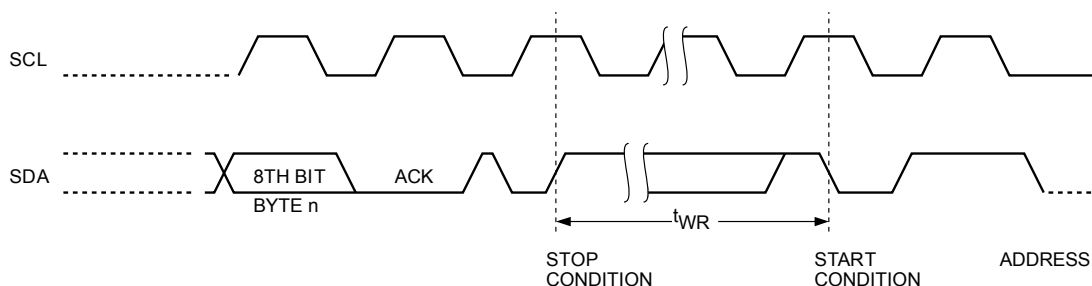 SCL
SDA
8TH BIT
ACK
BYTE n
tWR
STOP
CONDITION
START
CONDITION
ADDRESS